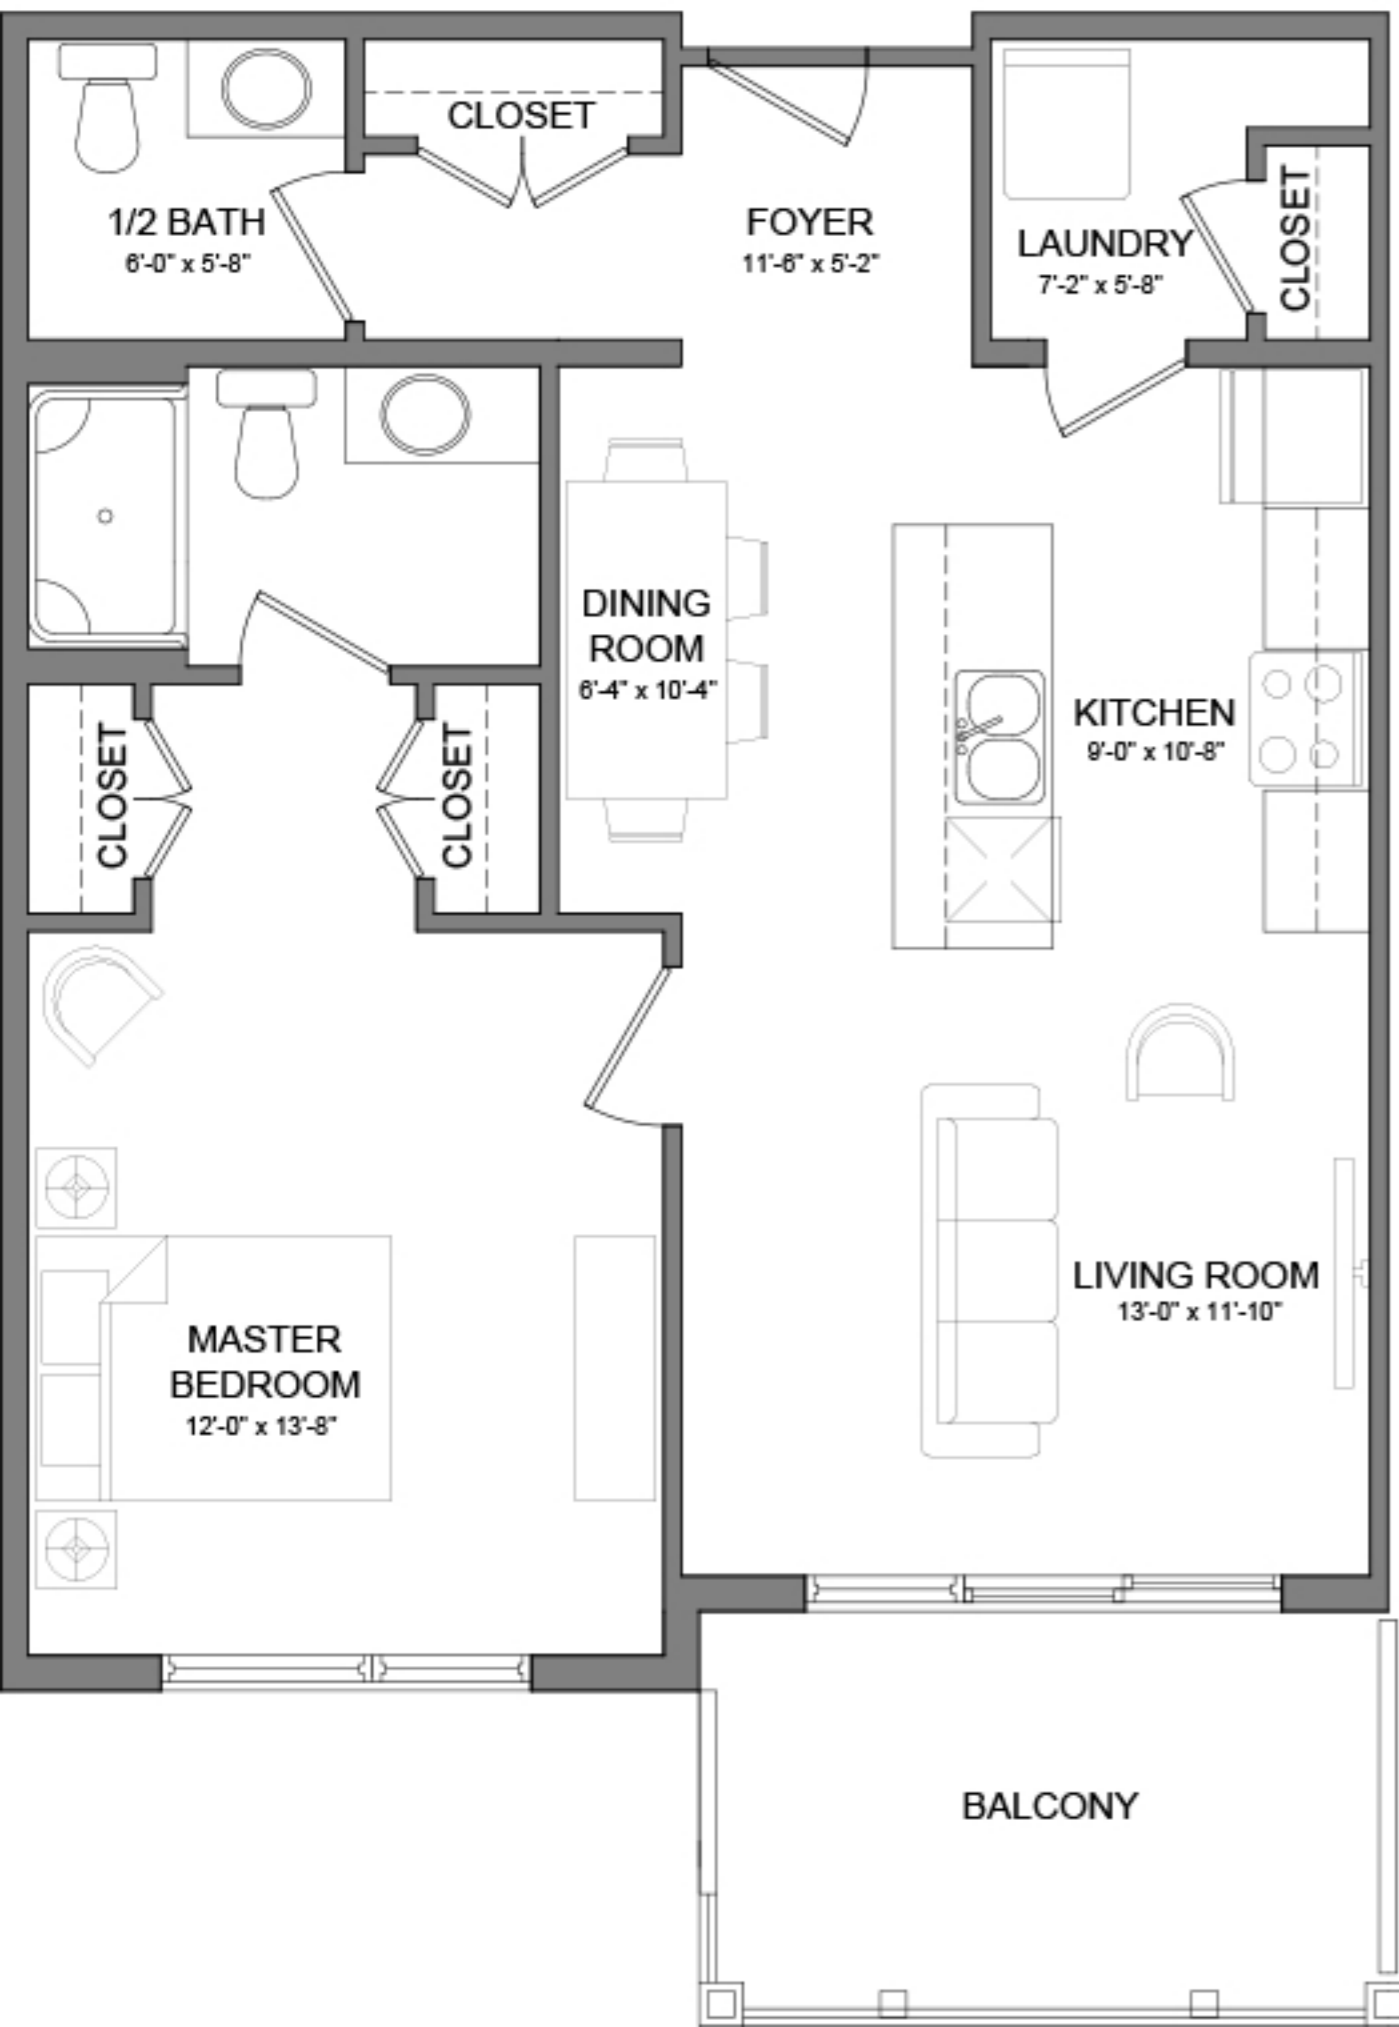 CLOSET
1/2 BATH
6'-0" x 5'-8"
FOYER
11'-6" x 5'-2"
LAUNDRY
7'-2" x 5'-8"
CLOSET
DINING
ROOM
6'-4" x 10'-4"
KITCHEN
9'-0" x 10'-8"
CLOSET
CLOSET
LIVING ROOM
13'-0" x 11'-10"
MASTER
BEDROOM
12'-0" x 13'-8"
BALCONY